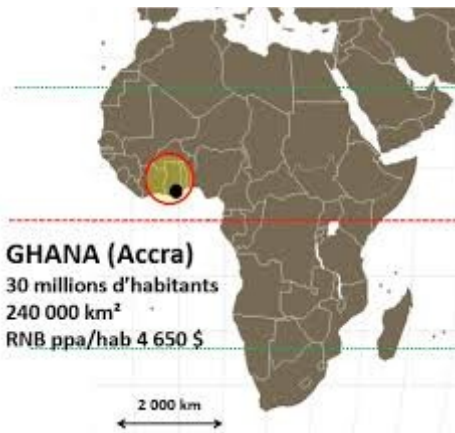 GHANA (Accra)
30 millions d'habitants
240 000 km²
RNB ppa/hab 4 650 $
2 000 km